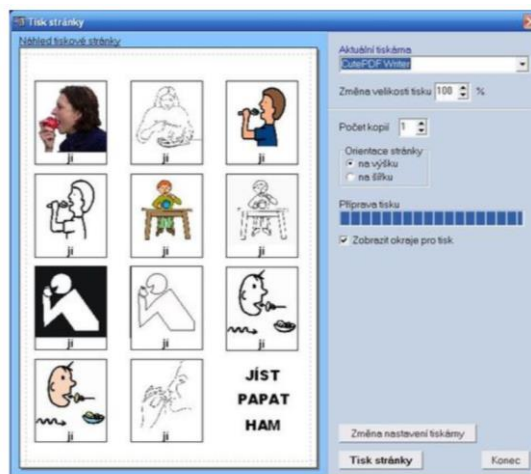 Tisk stránky
Náhled tiskové stránky
jí
jí
jí
jí
jí
jí
jí
jí
jí
jí
jí
JÍST
PAPAT
HAM
Aktuální tiskárna
CutePDF Writer
Změna velikosti tisku 100 %
Počet kopií 1
Orientace stránky
na výšku
na šířku
Příprava tisku
Zobrazit okraje pro tisk
Změna nastavení tiskárny
Tisk stránky
Konec